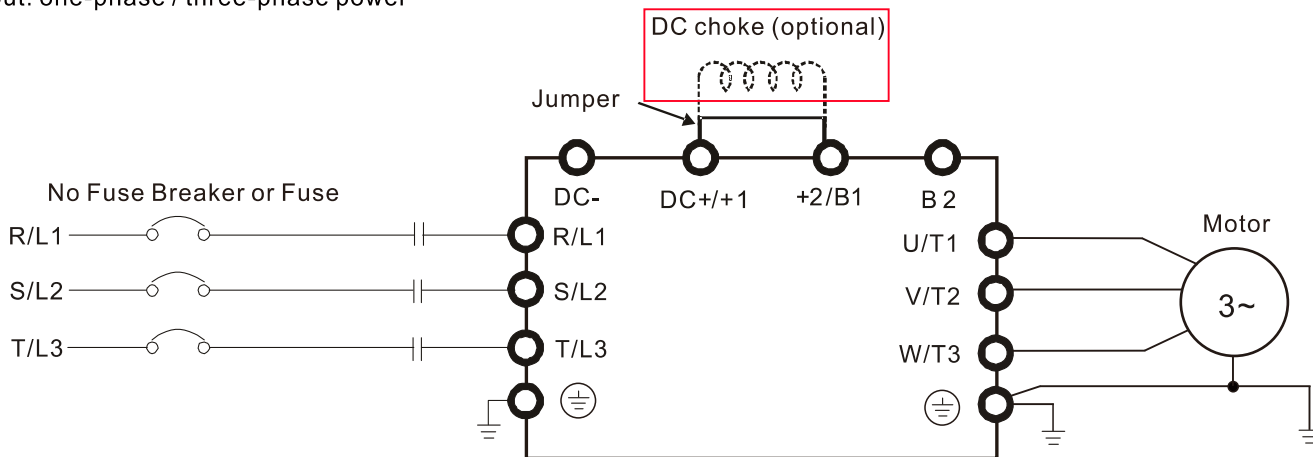 one-phase / three-phase power
DC choke (optional)
Jumper
No Fuse Breaker or Fuse
DC-
DC+/+1
+2/B1
B2
R/L1
R/L1
U/T1
Motor
S/L2
S/L2
V/T2
3~
T/L3
T/L3
W/T3